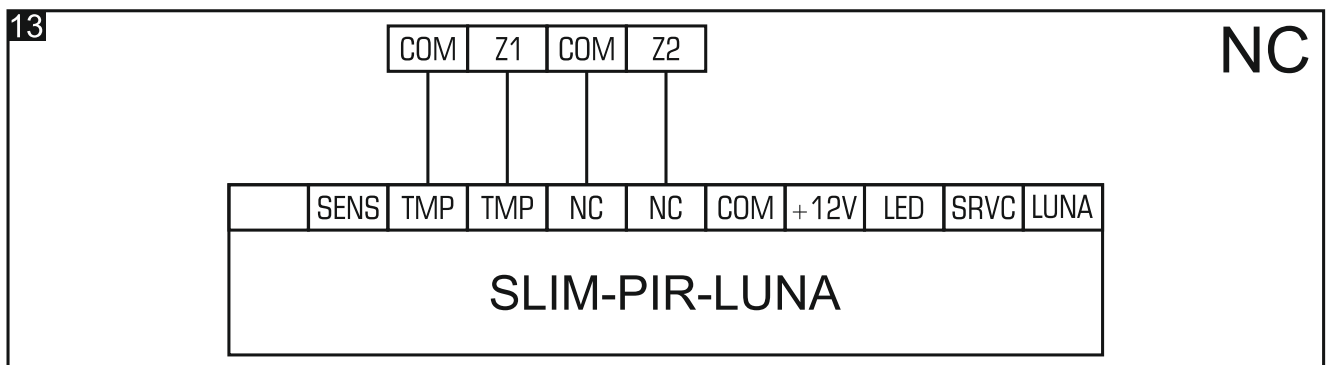 13
NC
COM Z1 COM Z2
SENS TMP TMP NC NC COM +12V LED SRVC LUNA
SLIM-PIR-LUNA